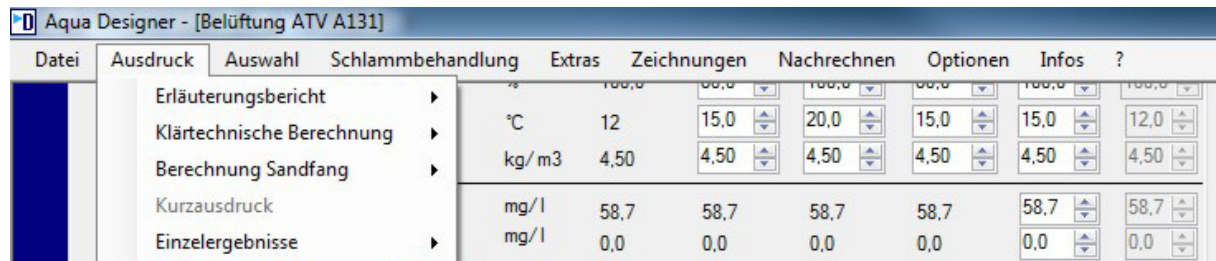 Aqua Designer - [Belüftung ATV A131]
Datei Ausdruck Auswahl Schlammbehandlung Extras Zeichnungen Nachrechnen Optionen Infos ?
Erläuterungsbericht
°C 12 15,0 20,0 15,0 15,0 12,0
Klärtechnische Berechnung
kg/m3 4,50 4,50 4,50 4,50 4,50 4,50
Berechnung Sandfang
Kurzausdruck
mg/l 58,7 58,7 58,7 58,7 58,7 58,7
Einzelergebnisse
mg/l 0,0 0,0 0,0 0,0 0,0 0,0